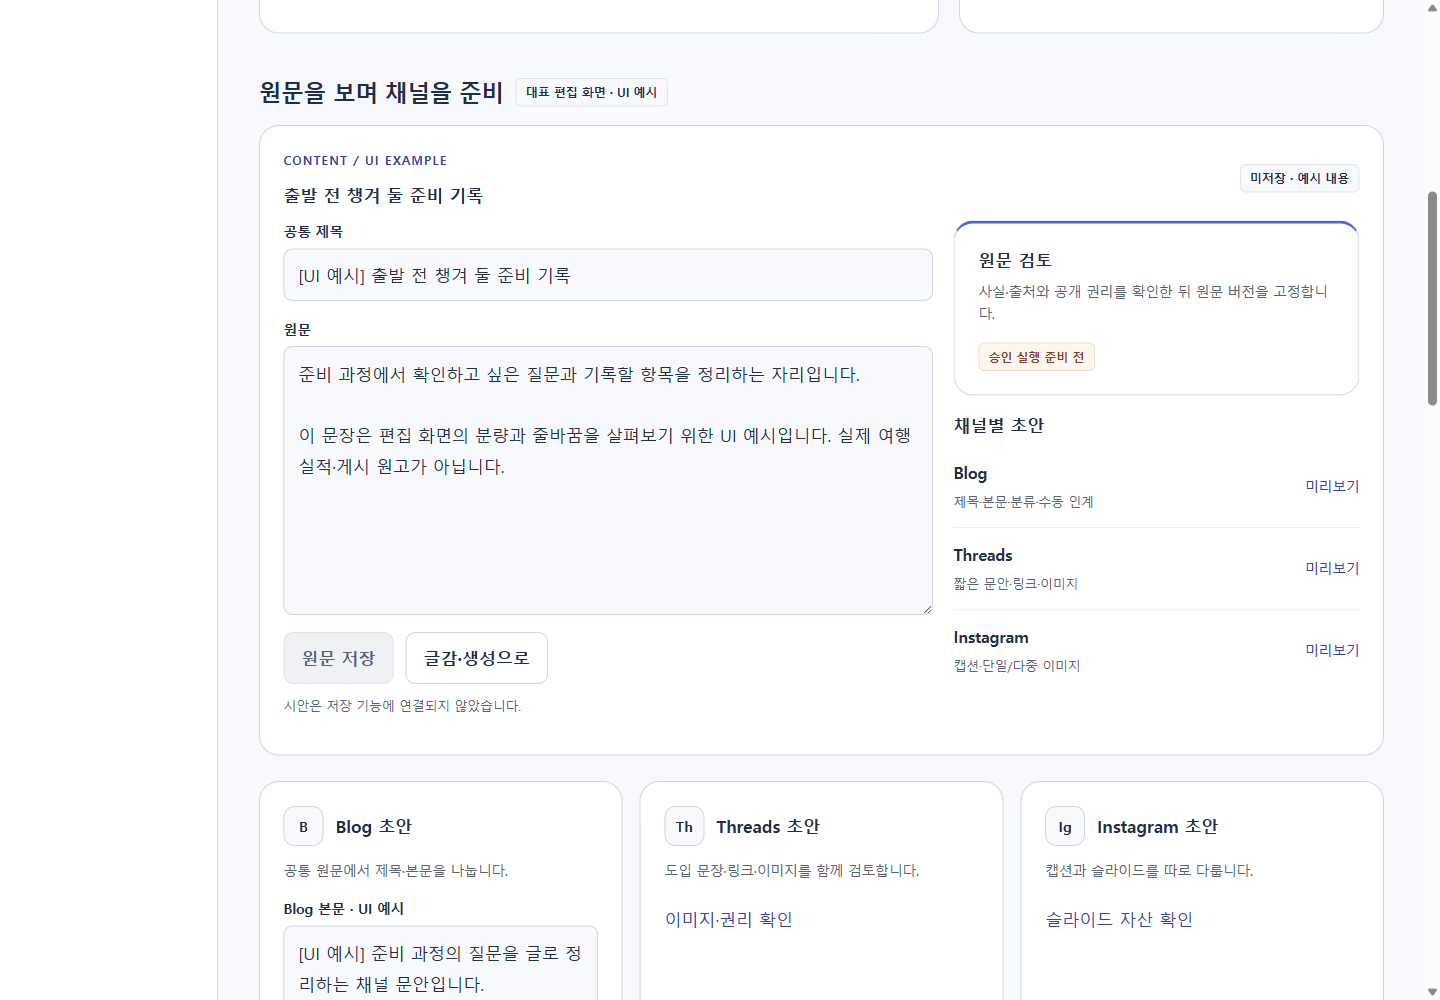 원문을 보며 채널을 준비
대표 편집 화면 · UI 예시
CONTENT / UI EXAMPLE
출발 전 챙겨 둘 준비 기록
미저장 · 예시 내용
공통 제목
[UI 예시] 출발 전 챙겨 둘 준비 기록
원문
준비 과정에서 확인하고 싶은 질문과 기록할 항목을 정리하는 자리입니다.
이 문장은 편집 화면의 분량과 줄바꿈을 살펴보기 위한 UI 예시입니다. 실제 여행
실적·게시 원고가 아닙니다.
원문 저장
글감·생성으로
시안은 저장 기능에 연결되지 않았습니다.
원문 검토
사실·출처와 공개 권리를 확인한 뒤 원문 버전을 고정합니
다.
승인 실행 준비 전
채널별 초안
Blog
제목·본문·분류·수동 인계
미리보기
Threads
짧은 문안·링크·이미지
미리보기
Instagram
캡션·단일/다중 이미지
미리보기
B
Blog 초안
공통 원문에서 제목·본문을 나눕니다.
Blog 본문 · UI 예시
[UI 예시] 준비 과정의 질문을 글로 정
리하는 채널 문안입니다.
Th
Threads 초안
도입 문장·링크·이미지를 함께 검토합니다.
이미지·권리 확인
Ig
Instagram 초안
캡션과 슬라이드를 따로 다룹니다.
슬라이드 자산 확인